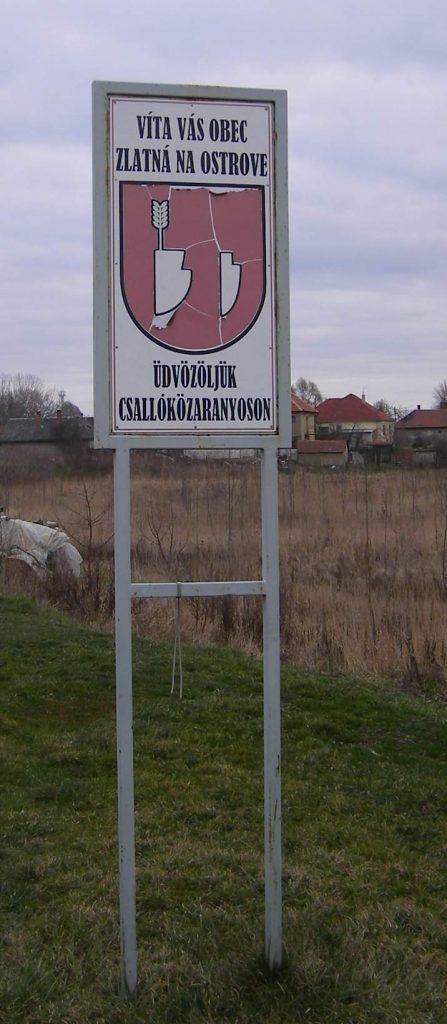 VÍTA VÁS OBEC
ZLATNÁ NA OSTROVE
ÜDVÖZÖLJÜK
CSALLÓKÖZARANYOSON